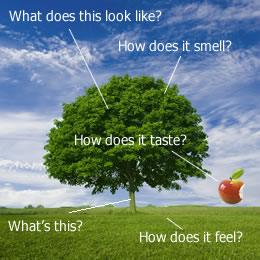 What does this look like?
How does it smell?
How does it taste?
What's this?
How does it feel?